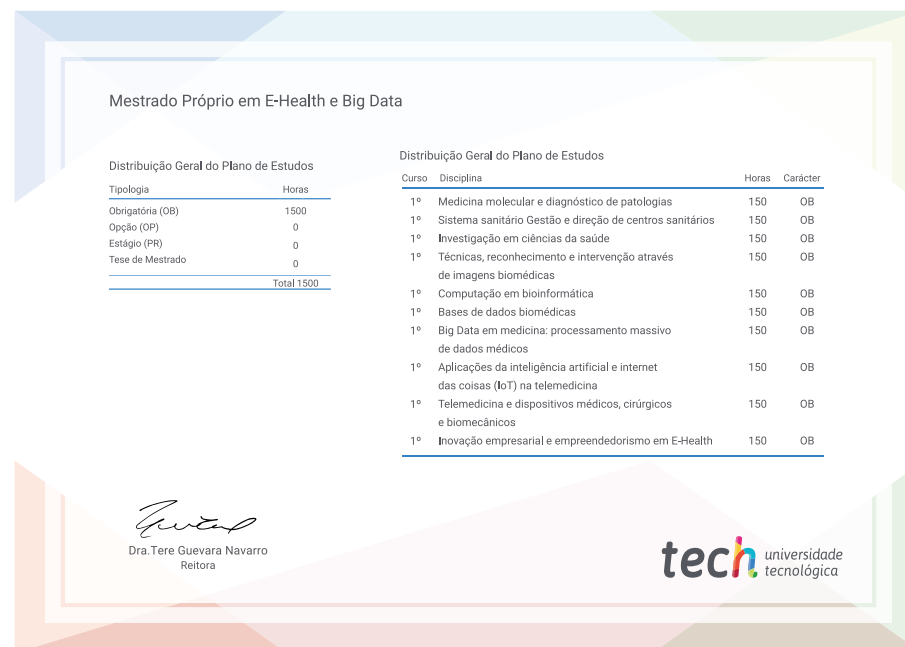 Mestrado Próprio em E-Health e Big Data
Distribuição Geral do Plano de Estudos
Tipologia Horas
Obrigatória (OB) 1500
Opção (OP) 0
Estágio (PR) 0
Tese de Mestrado 0
Total 1500
Distribuição Geral do Plano de Estudos
Curso Disciplina Horas Carácter
1º Medicina molecular e diagnóstico de patologias 150 OB
1º Sistema sanitário Gestão e direção de centros sanitários 150 OB
1º Investigação em ciências da saúde 150 OB
1º Técnicas, reconhecimento e intervenção através 150 OB
de imagens biomédicas
1º Computação em bioinformática 150 OB
1º Bases de dados biomédicas 150 OB
1º Big Data em medicina: processamento massivo 150 OB
de dados médicos
1º Aplicações da inteligência artificial e internet 150 OB
das coisas (IoT) na telemedicina
1º Telemedicina e dispositivos médicos, cirúrgicos 150 OB
e biomecânicos
1º Inovação empresarial e empreendedorismo em E-Health 150 OB
Dra.Tere Guevara Navarro
Reitora
tech universidade
tecnológica